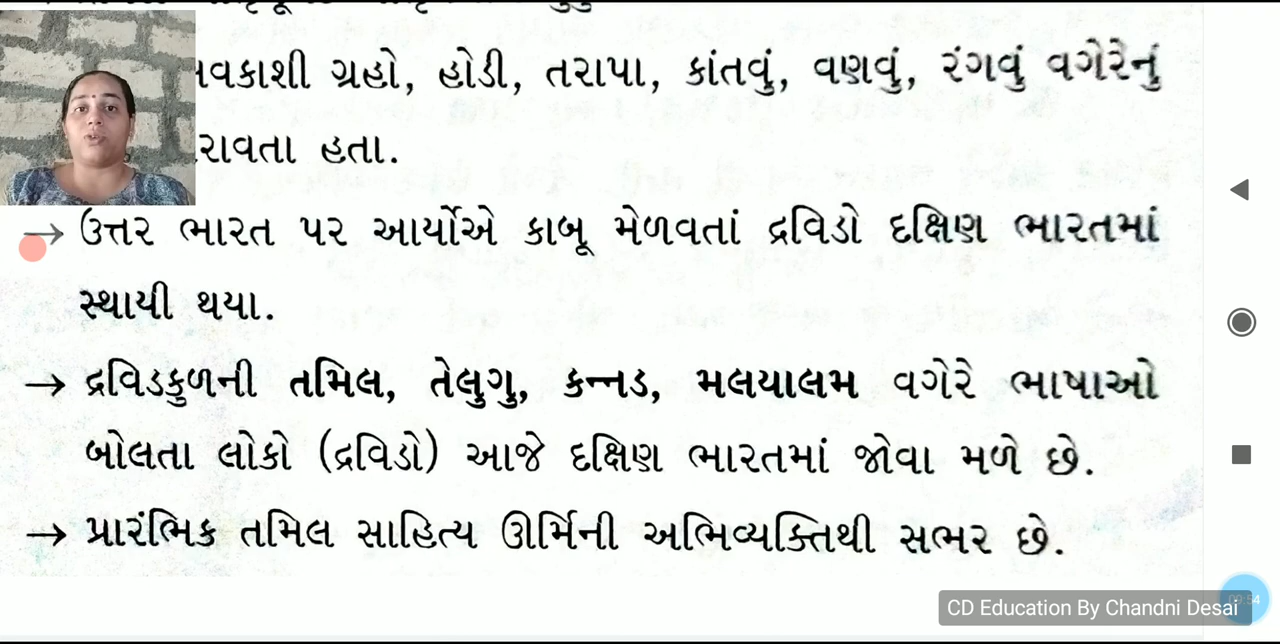 ગ્રહો, હોડી, તરાપા, કાંતવું, વણવું, રંગવું વગેરેનું
હતા.
→ ઉત્તર ભારત પર આર્યોએ કાબૂ મેળવતાં દ્રવિડો દક્ષિણ ભારતમાં
સ્થાયી થયા.
→ દ્રવિડકુળની તમિલ, તેલુગુ, કન્નડ, મલયાલમ વગેરે ભાષાઓ
બોલતા લોકો (દ્રવિડો) આજે દક્ષિણ ભારતમાં જોવા મળે છે.
→ પ્રારંભિક તમિલ સાહિત્ય ઊર્મિની અભિવ્યક્તિથી સભર છે.
09:54
CD Education By Chandni Desai